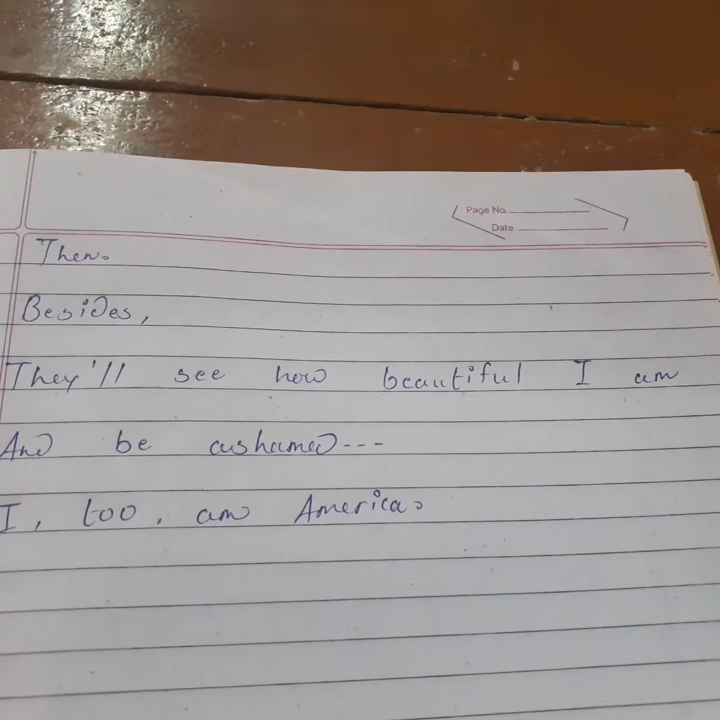 Page No.
Date
Then.
Besides,
They'll see how beautiful I am
And be ashamed---
I, too, am America.